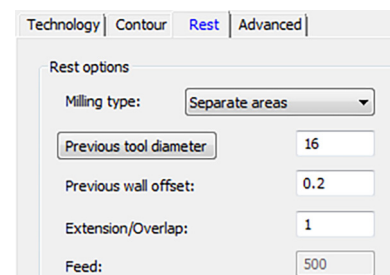 Technology Contour Rest Advanced
Rest options
Milling type: Separate areas
Previous tool diameter 16
Previous wall offset: 0.2
Extension/Overlap: 1
Feed: 500